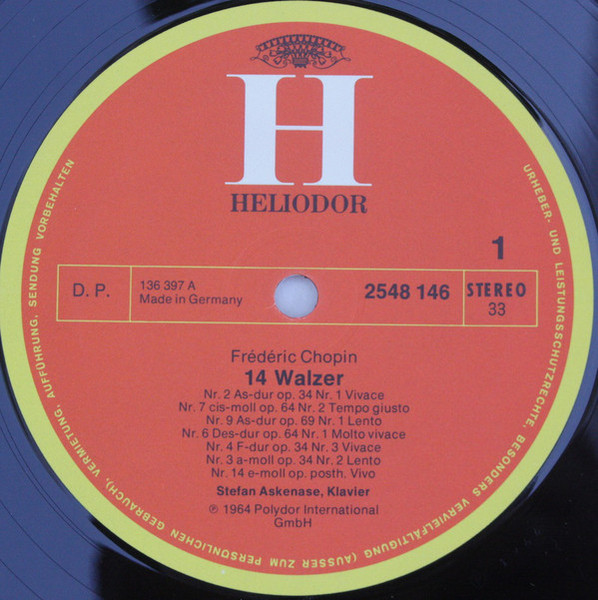 H
HELIODOR
1
D. P.
136 397 A
Made in Germany
2548 146
STEREO
33
Frédéric Chopin
14 Walzer
Nr. 2 As-dur op. 34 Nr. 1 Vivace
Nr. 7 cis-moll op. 64 Nr. 2 Tempo giusto
Nr. 9 As-dur op. 69 Nr. 1 Lento
Nr. 6 Des-dur op. 64 Nr. 1 Molto vivace
Nr. 4 F-dur op. 34 Nr. 3 Vivace
Nr. 3 a-moll op. 34 Nr. 2 Lento
Nr. 14 e-moll op. posth. Vivo
Stefan Askenase, Klavier
℗ 1964 Polydor International
GmbH
URHEBER- UND LEISTUNGSSCHUTZRECHTE, BESONDERS VERVIELFÄLTIGUNG (AUSSER ZUM PERSÖNLICHEN GEBRAUCH), VERMIETUNG, AUFFÜHRUNG, SENDUNG VORBEHALTEN